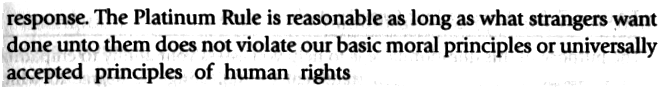 response. The Platinum Rule is reasonable as long as what strangers want
done unto them does not violate our basic moral principles or universally
accepted principles of human rights